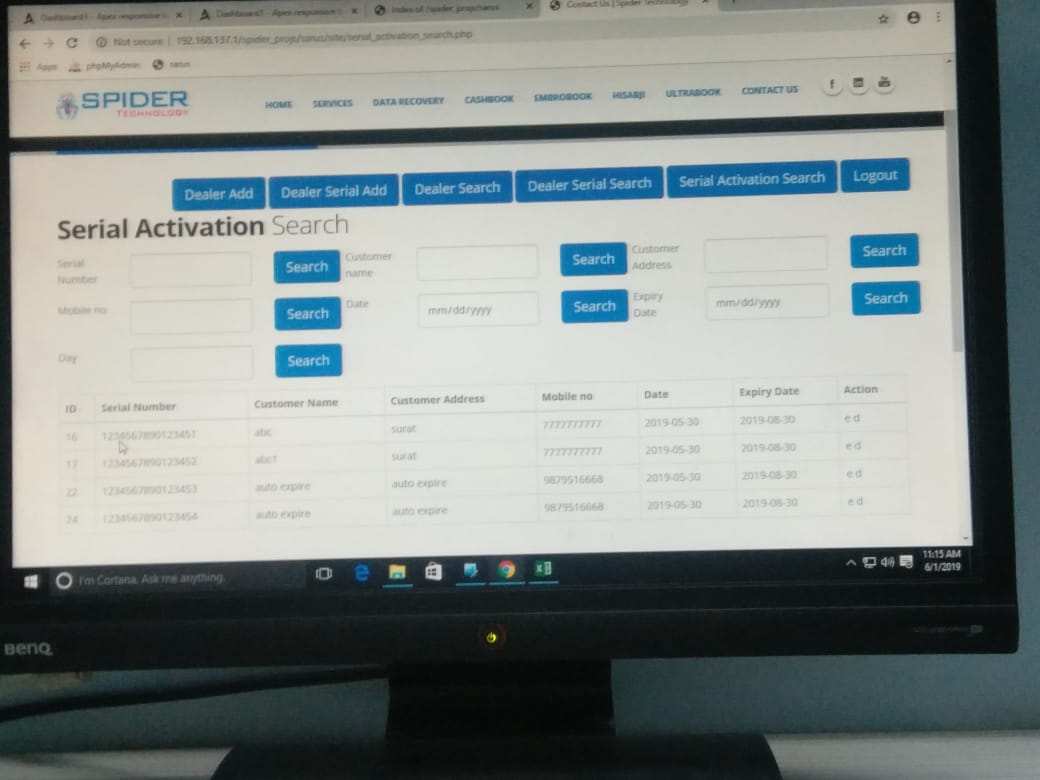 Dashboard1 - Apex responsive Dashboard1 - Apex responsive Index of /spider_projs/sarus Contact Us | Spider Technology
Not secure | 192.168.137.1/spider_projs/sarus/site/serial_activation_search.php
Apps phpMyAdmin sarus
SPIDER
TECHNOLOGY
HOME SERVICES DATA RECOVERY CASHBOOK EMBROBOOK HISABJI ULTRABOOK CONTACT US f in You
Dealer Add Dealer Serial Add Dealer Search Dealer Serial Search Serial Activation Search Logout
Serial Activation Search
Serial Number Search Customer name Search Customer Address Search
Mobile no Search Date mm/dd/yyyy Search Expiry Date mm/dd/yyyy Search
Day Search
ID Serial Number Customer Name Customer Address Mobile no Date Expiry Date Action
16 1234567890123451 abc surat 7777777777 2019-05-30 2019-08-30 e d
17 1234567890123452 abc1 surat 7777777777 2019-05-30 2019-08-30 e d
22 1234567890123453 auto expire auto expire 9879516668 2019-05-30 2019-08-30 e d
24 1234567890123454 auto expire auto expire 9879516668 2019-05-30 2019-08-30 e d
I'm Cortana. Ask me anything.
11:15 AM
6/1/2019
BenQ